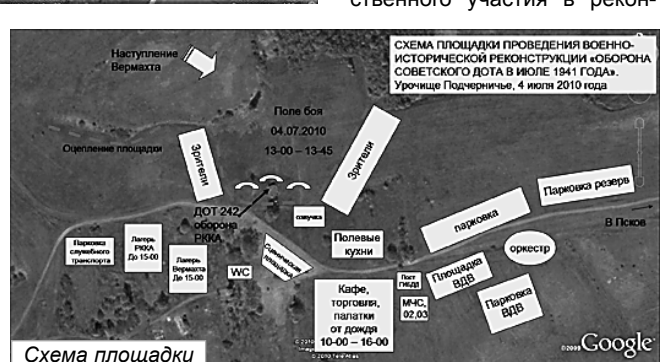 ственного участия в рекон-
СХЕМА ПЛОЩАДКИ ПРОВЕДЕНИЯ ВОЕННО-
ИСТОРИЧЕСКОЙ РЕКОНСТРУКЦИИ «ОБОРОНА
СОВЕТСКОГО ДОТА В ИЮЛЕ 1941 ГОДА».
Урочище Подчерничье, 4 июля 2010 года
Наступление
Вермахта
Поле боя
04.07.2010
13-00 – 13-45
Оцепление площадки
Зрители
Зрители
ДОТ 242
оборона
РККА
озвучка
Парковка резерв
парковка
В Псков
Парковка
служебного
транспорта
Лагерь
РККА
До 15-00
Лагерь
Вермахта
До 15-00
WC
Сценическая
площадка
Полевые
кухни
оркестр
Кафе,
торговля,
палатки
от дождя
10-00 – 16-00
Пост
ГИБДД
МЧС,
02,03
Площадка
ВДВ
Парковка
ВДВ
©2009 Google
Схема площадки